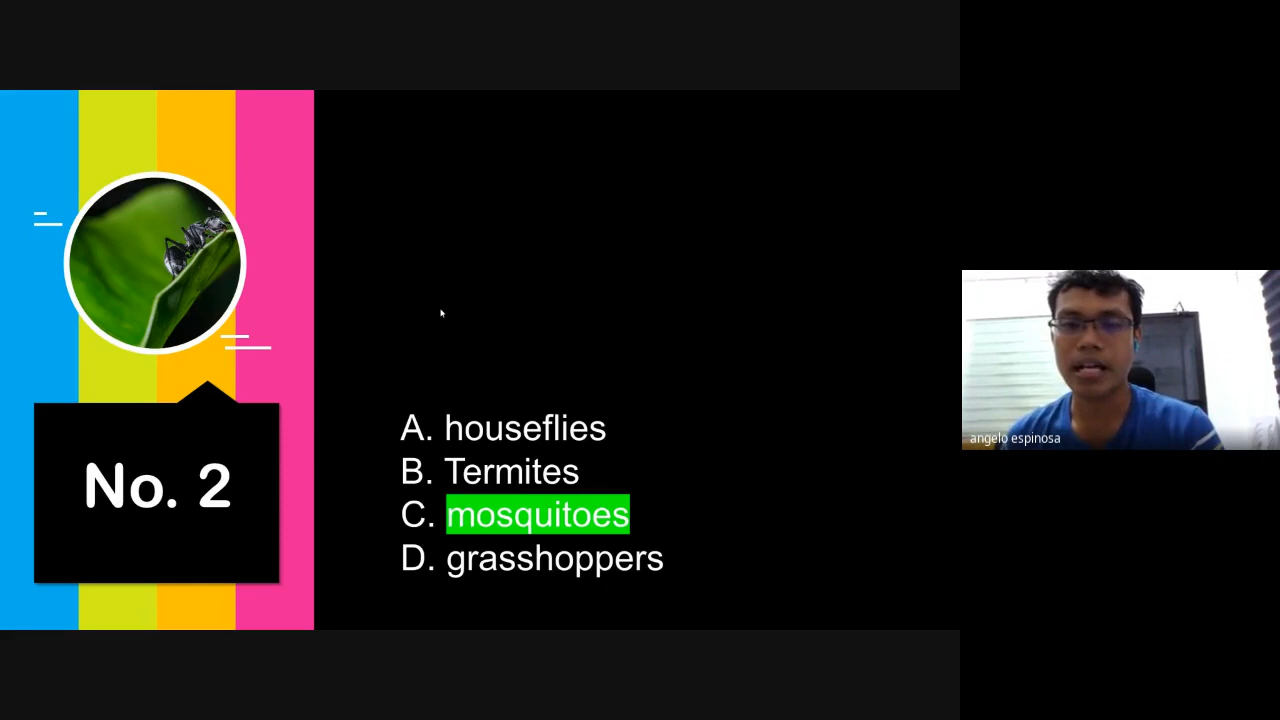 No. 2
A. houseflies
B. Termites
C. mosquitoes
D. grasshoppers
angelo espinosa